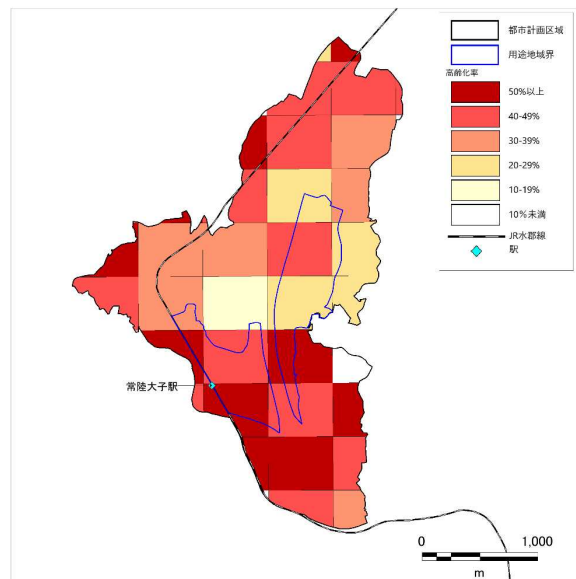 都市計画区域
用途地域界
高齢化率
50%以上
40-49%
30-39%
20-29%
10-19%
10%未満
JR水郡線
駅
常陸大子駅
0 1,000
m